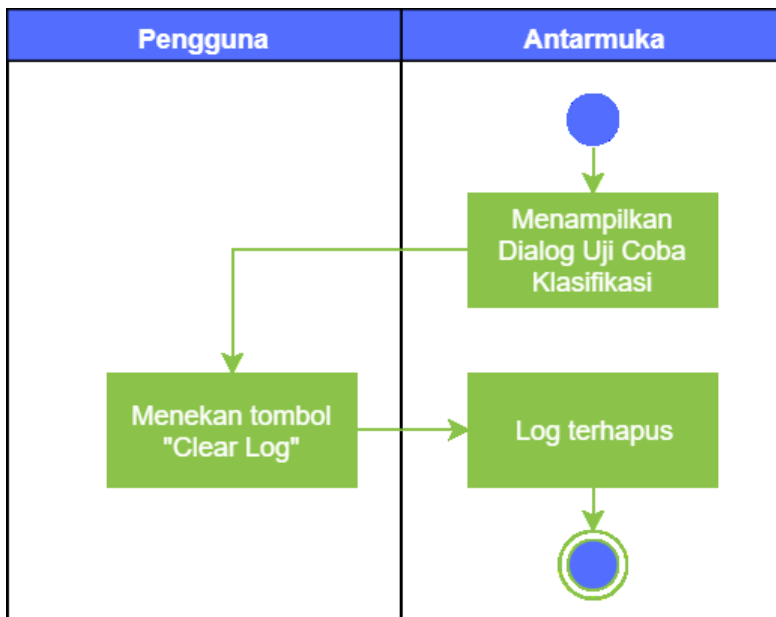 Pengguna
Antarmuka
Menampilkan
Dialog Uji Coba
Klasifikasi
Menekan tombol
"Clear Log"
Log terhapus